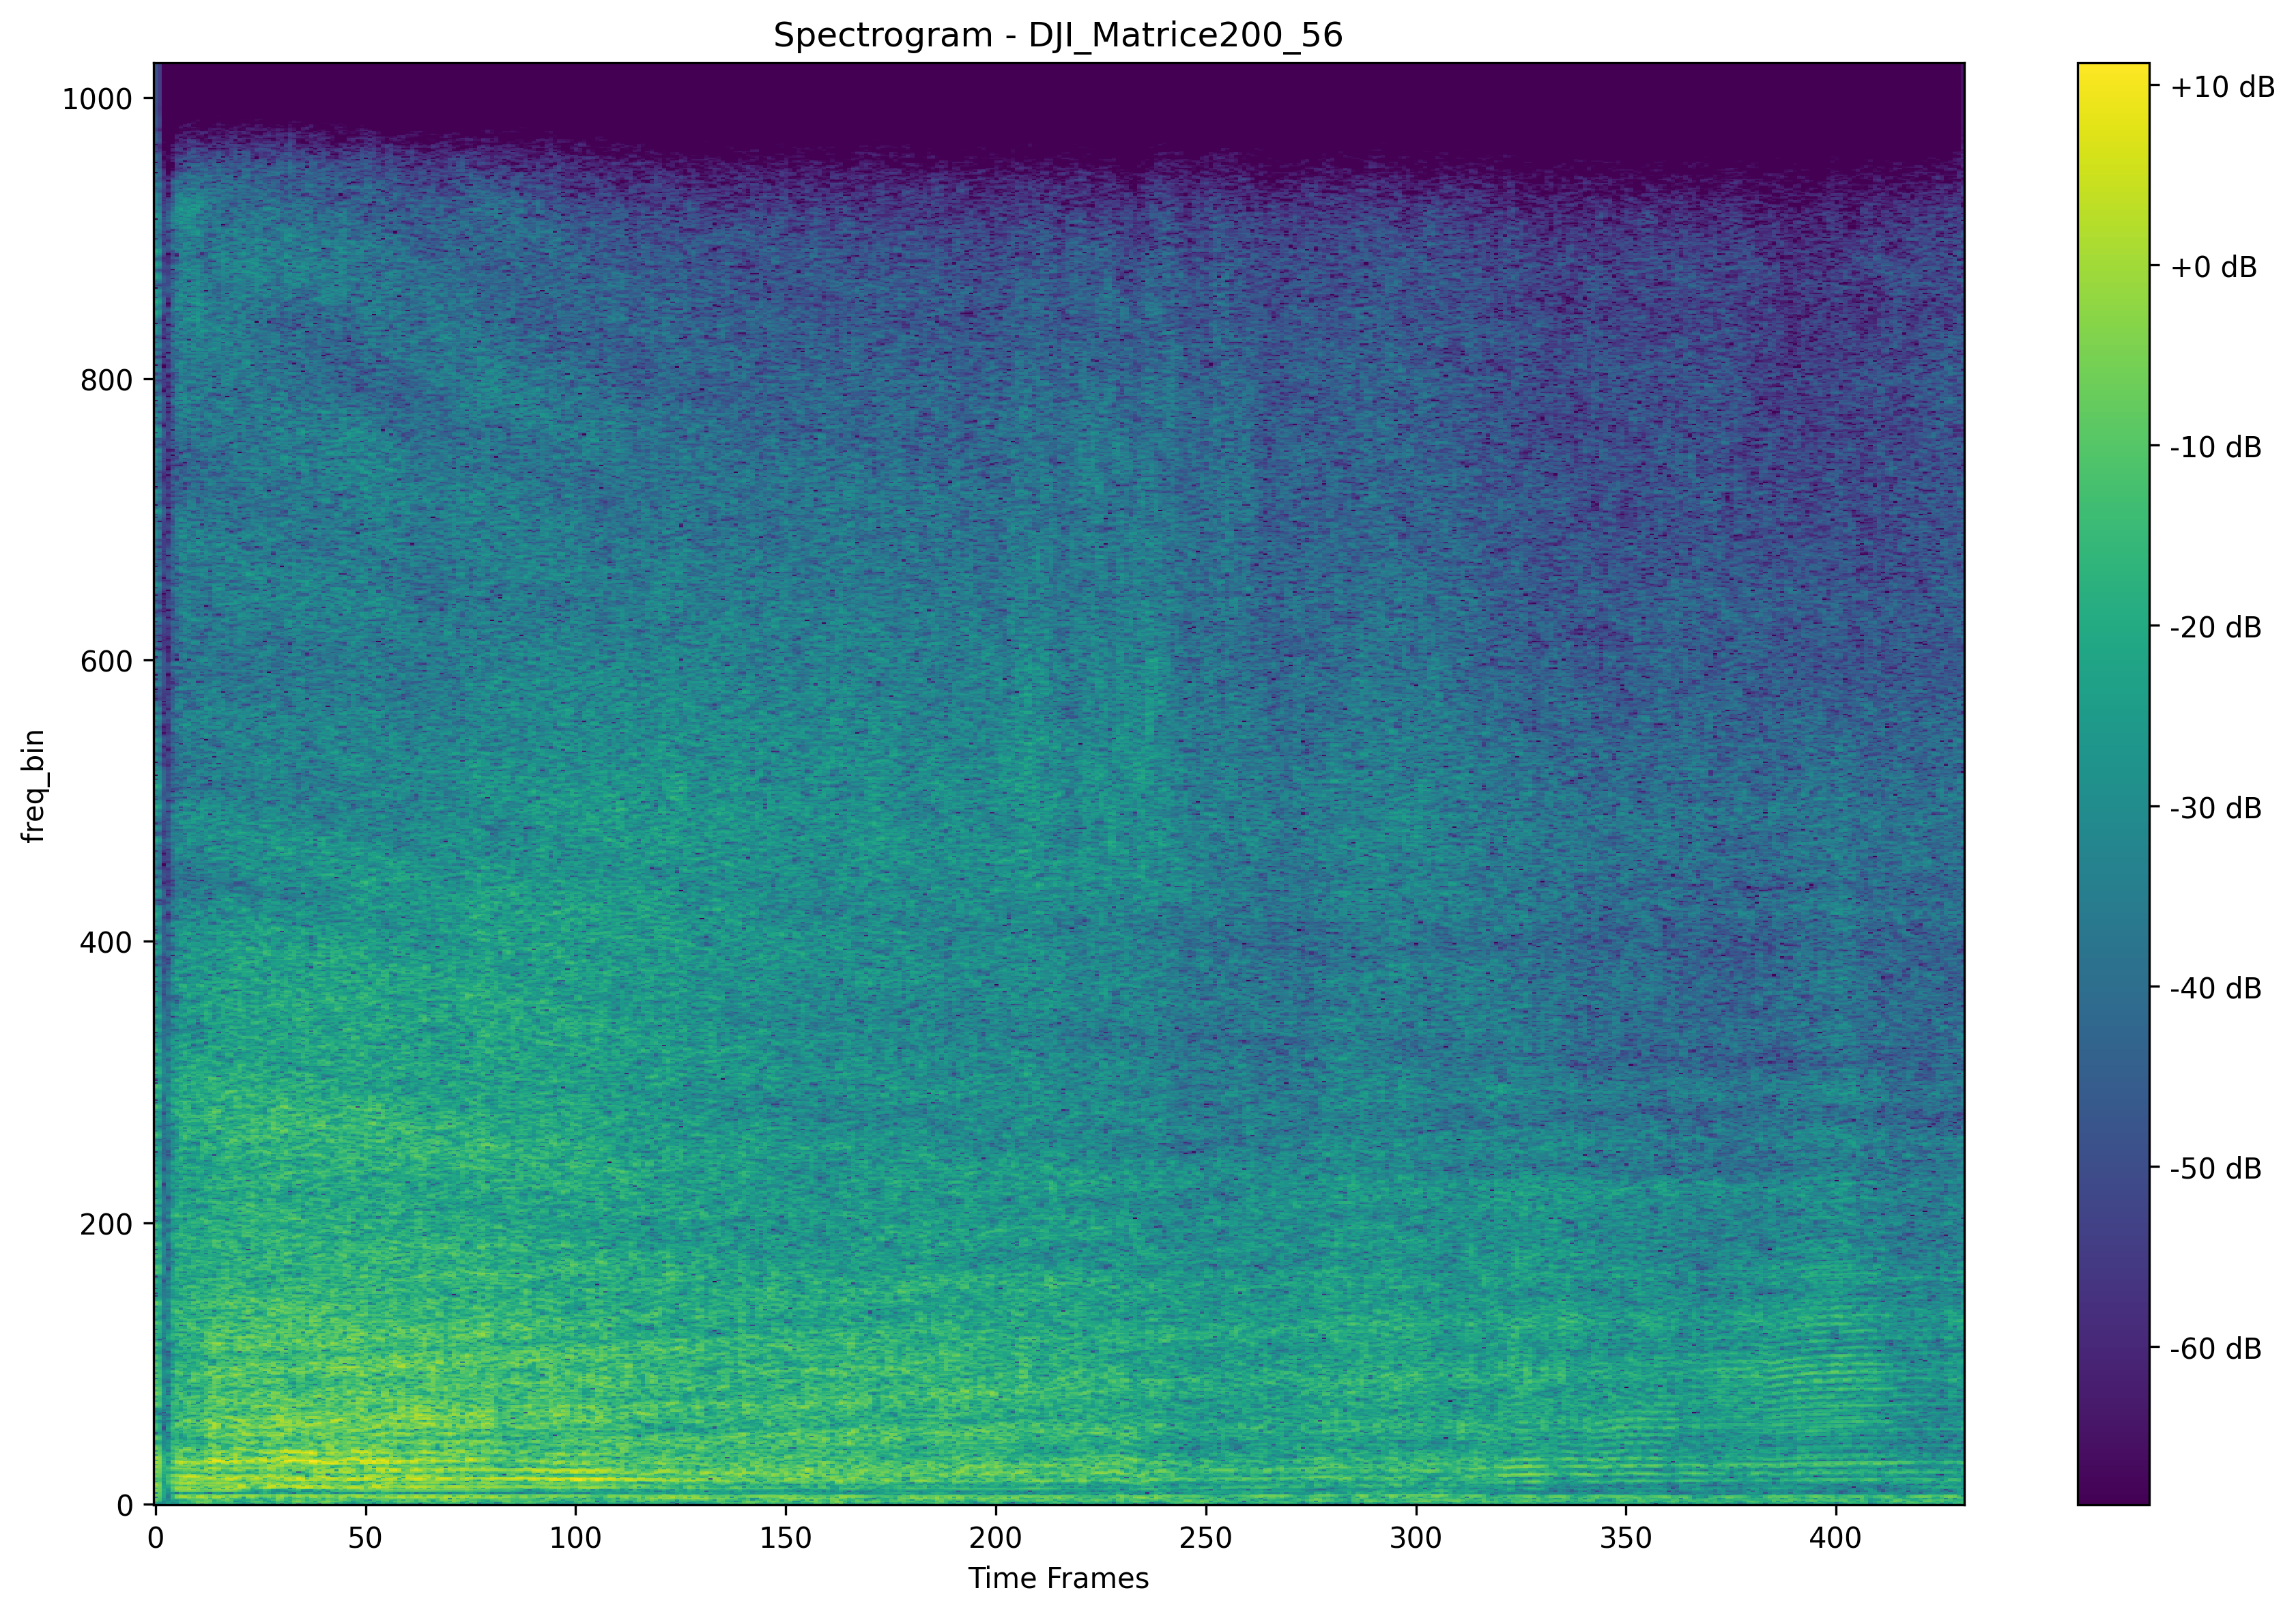 Spectrogram - DJI_Matrice200_56
1000
800
600
400
200
0
freq_bin
0 50 100 150 200 250 300 350 400
Time Frames
+10 dB
+0 dB
-10 dB
-20 dB
-30 dB
-40 dB
-50 dB
-60 dB